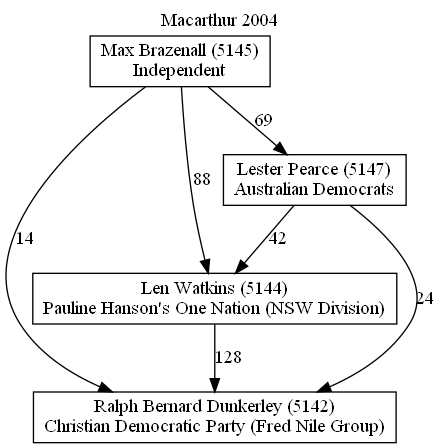 Macarthur 2004
Max Brazenall (5145)
Independent
69
Lester Pearce (5147)
Australian Democrats
88
14
42
Len Watkins (5144)
Pauline Hanson's One Nation (NSW Division)
24
128
Ralph Bernard Dunkerley (5142)
Christian Democratic Party (Fred Nile Group)